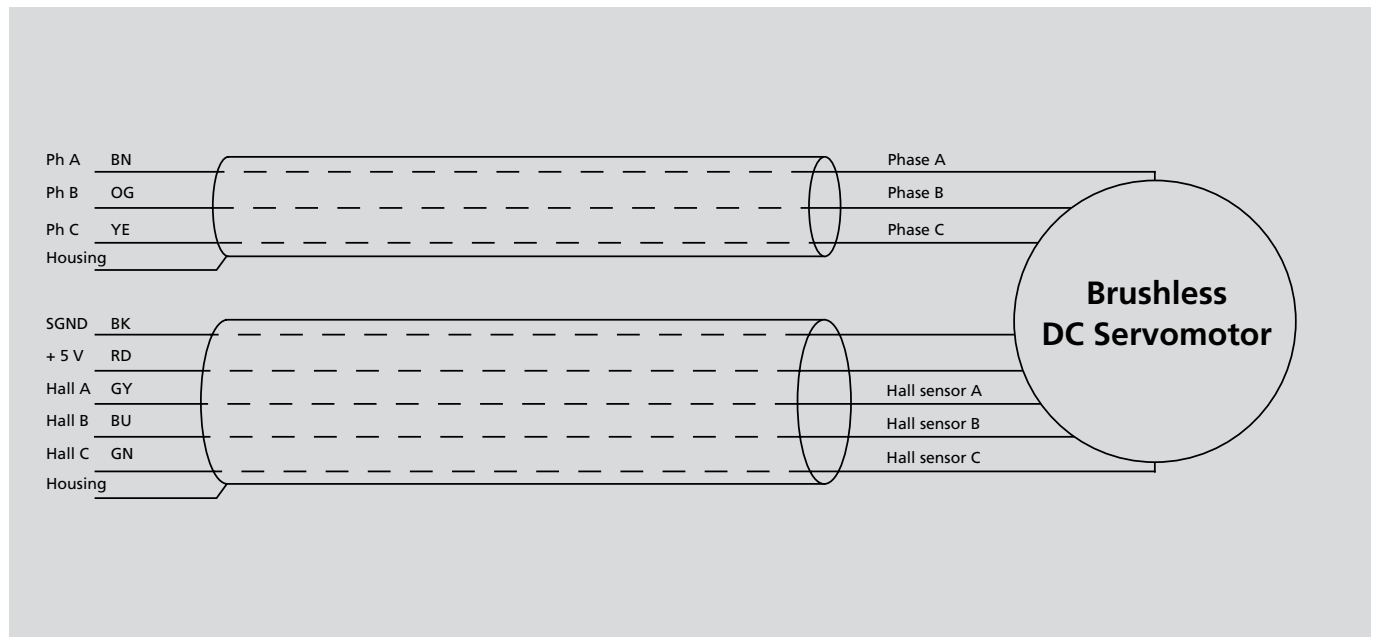 Ph A BN Phase A
Ph B OG Phase B
Ph C YE Phase C
Housing
Brushless
DC Servomotor
SGND BK
+ 5 V RD
Hall A GY Hall sensor A
Hall B BU Hall sensor B
Hall C GN Hall sensor C
Housing